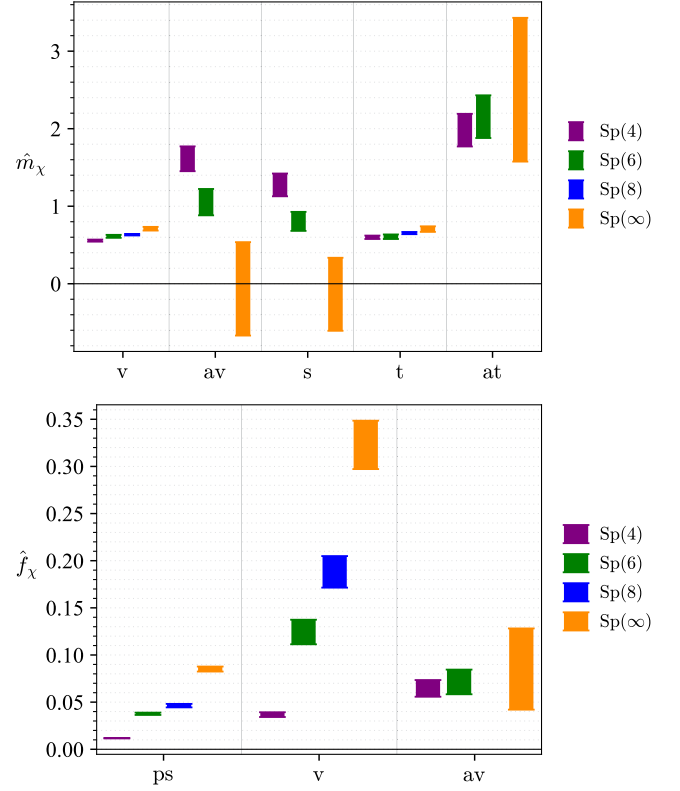 3
2
1
0
m̂χ
v
av
s
t
at
Sp(4)
Sp(6)
Sp(8)
Sp(∞)
0.35
0.30
0.25
0.20
0.15
0.10
0.05
0.00
f̂χ
ps
v
av
Sp(4)
Sp(6)
Sp(8)
Sp(∞)